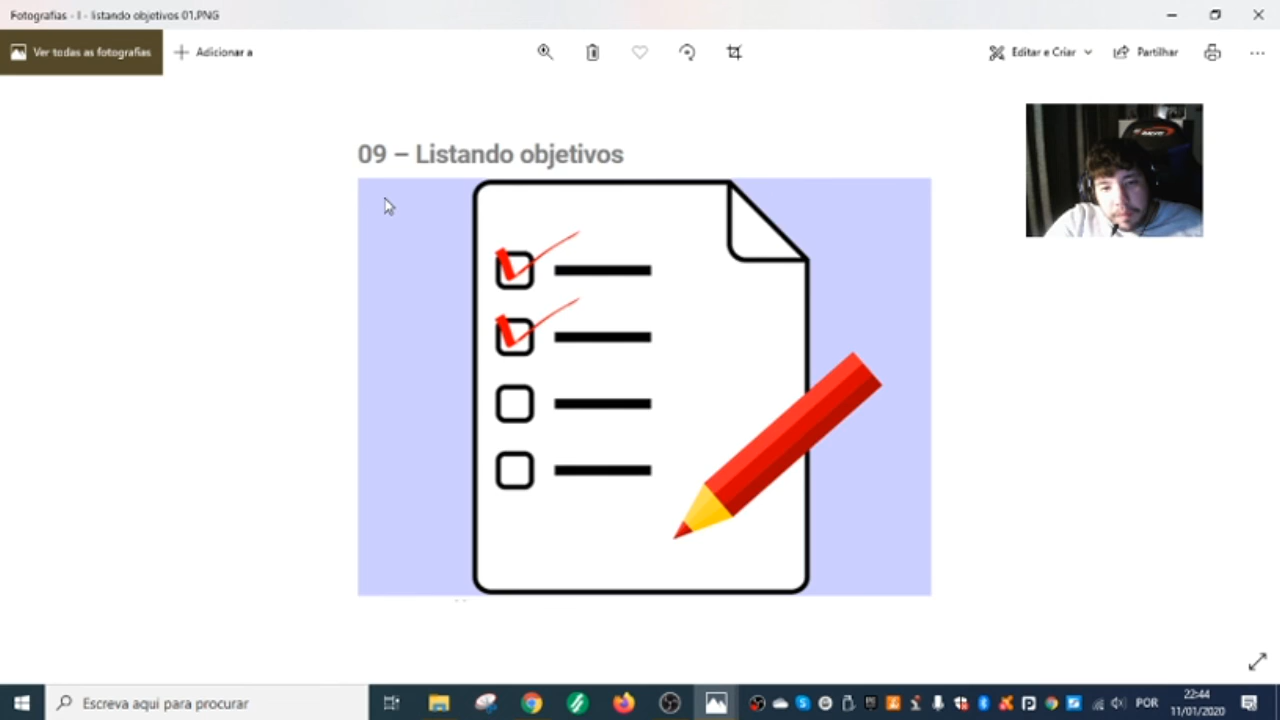 Fotografias - I - listando objetivos 01.PNG
Ver todas as fotografias
Adicionar a
Editar e Criar
Partilhar
09 – Listando objetivos
Escreva aqui para procurar
POR
22:44
11/01/2020